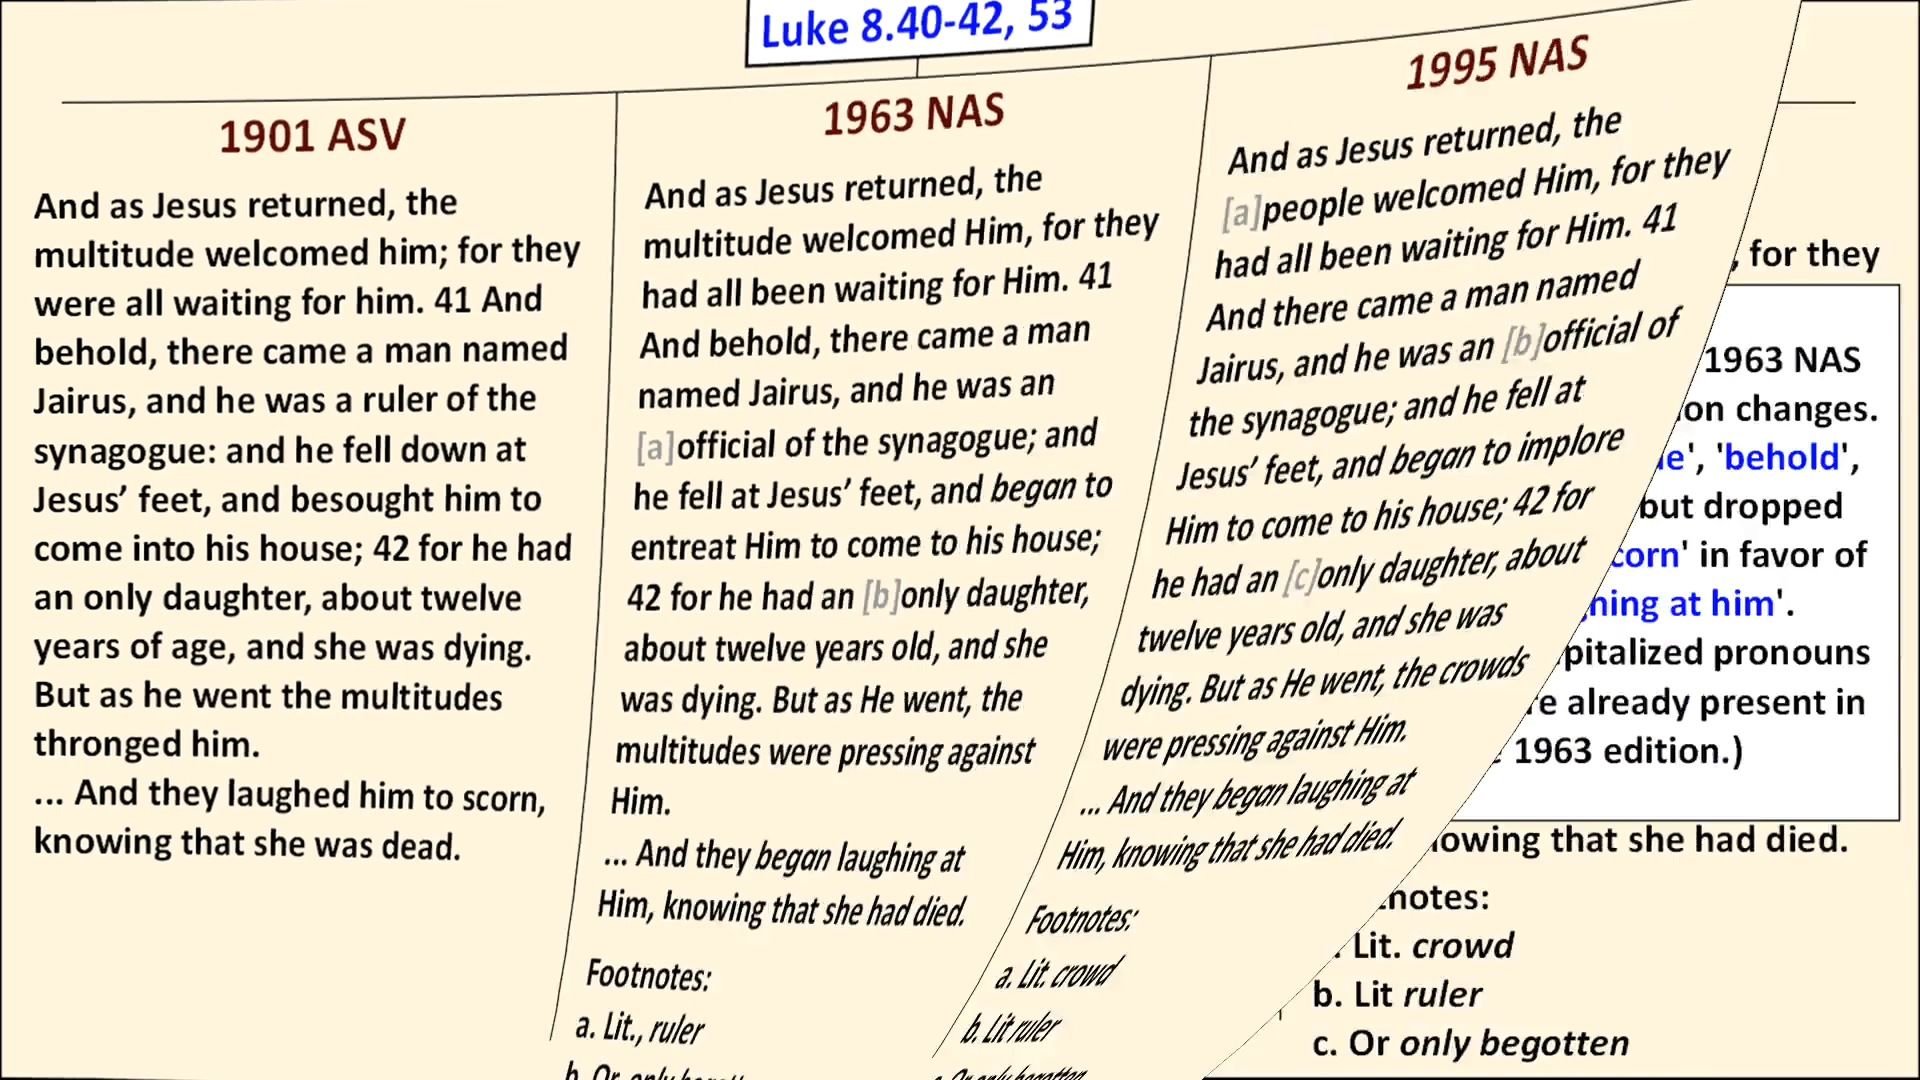 Luke 8.40-42, 53
1901 ASV
And as Jesus returned, the
multitude welcomed him; for they
were all waiting for him. 41 And
behold, there came a man named
Jairus, and he was a ruler of the
synagogue: and he fell down at
Jesus’ feet, and besought him to
come into his house; 42 for he had
an only daughter, about twelve
years of age, and she was dying.
But as he went the multitudes
thronged him.
... And they laughed him to scorn,
knowing that she was dead.
1963 NAS
And as Jesus returned, the
multitude welcomed Him, for they
had all been waiting for Him. 41
And behold, there came a man
named Jairus, and he was an
[a]official of the synagogue; and
he fell at Jesus’ feet, and began to
entreat Him to come to his house;
42 for he had an [b]only daughter,
about twelve years old, and she
was dying. But as He went, the
multitudes were pressing against
Him.
... And they began laughing at
Him, knowing that she had died.
Footnotes:
a. Lit., ruler
b. Or only
1995 NAS
And as Jesus returned, the
[a]people welcomed Him, for they
had all been waiting for Him. 41
And there came a man named
Jairus, and he was an [b]official of
the synagogue; and he fell at
Jesus’ feet, and began to implore
Him to come to his house; 42 for
he had an [c]only daughter, about
twelve years old, and she was
dying. But as He went, the crowds
were pressing against Him.
... And they began laughing at
Him, knowing that she had died.
Footnotes:
a. Lit. crowd
b. Lit ruler
c. Or only begotten
, for they
1963 NAS
changes.
'behold',
but dropped
in favor of
at him'.
pronouns
already present in
1963 edition.)
that she had died.
Lit. crowd
b. Lit ruler
c. Or only begotten